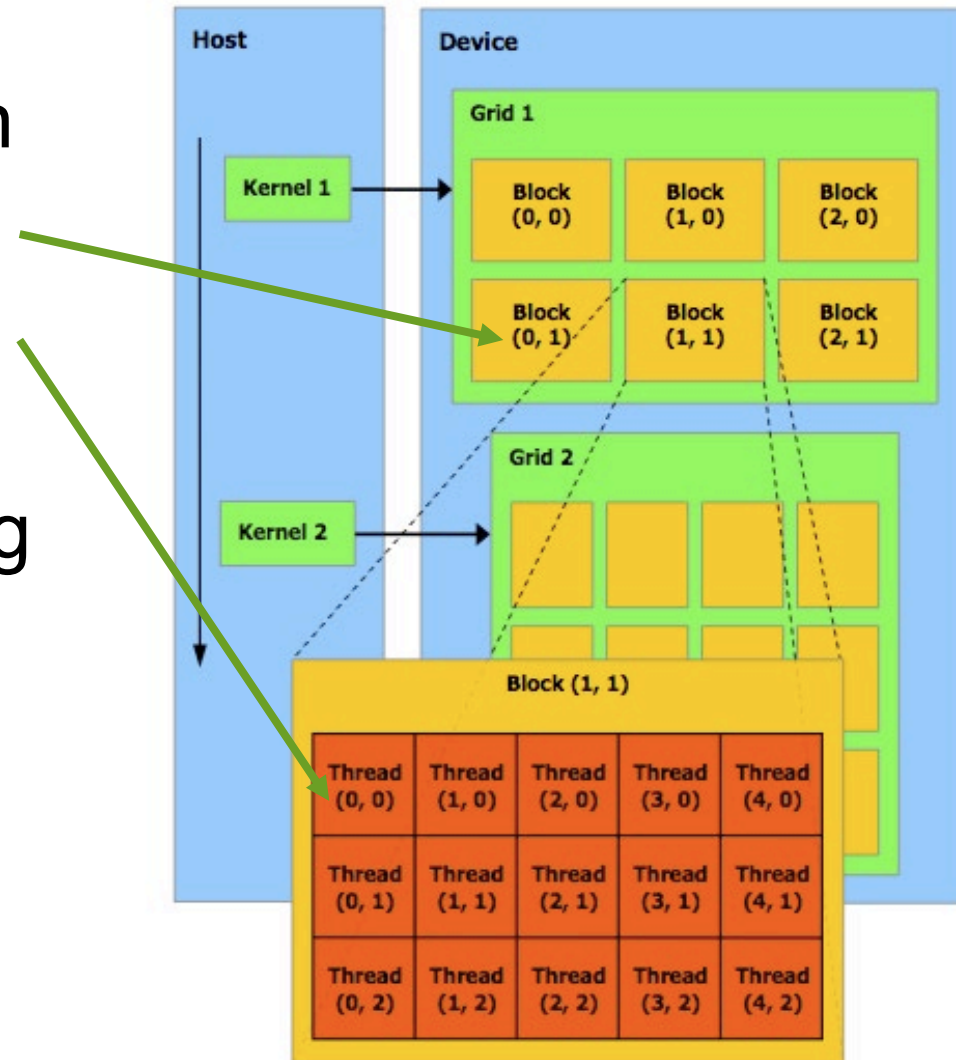 Host
Device
Grid 1
Kernel 1
Block
(0, 0)
Block
(1, 0)
Block
(2, 0)
Block
(0, 1)
Block
(1, 1)
Block
(2, 1)
Grid 2
Kernel 2
Block (1, 1)
Thread
(0, 0)
Thread
(1, 0)
Thread
(2, 0)
Thread
(3, 0)
Thread
(4, 0)
Thread
(0, 1)
Thread
(1, 1)
Thread
(2, 1)
Thread
(3, 1)
Thread
(4, 1)
Thread
(0, 2)
Thread
(1, 2)
Thread
(2, 2)
Thread
(3, 2)
Thread
(4, 2)